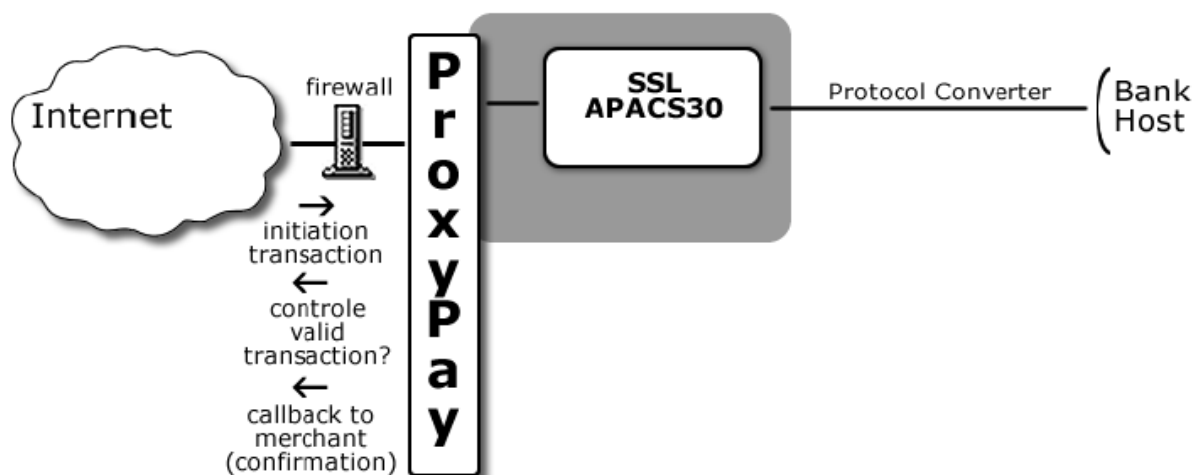 Internet
firewall
→
initiation
transaction
←
controle
valid
transaction?
←
callback to
merchant
(confirmation)
ProxyPay
SSL
APACS30
Protocol Converter
Bank
Host